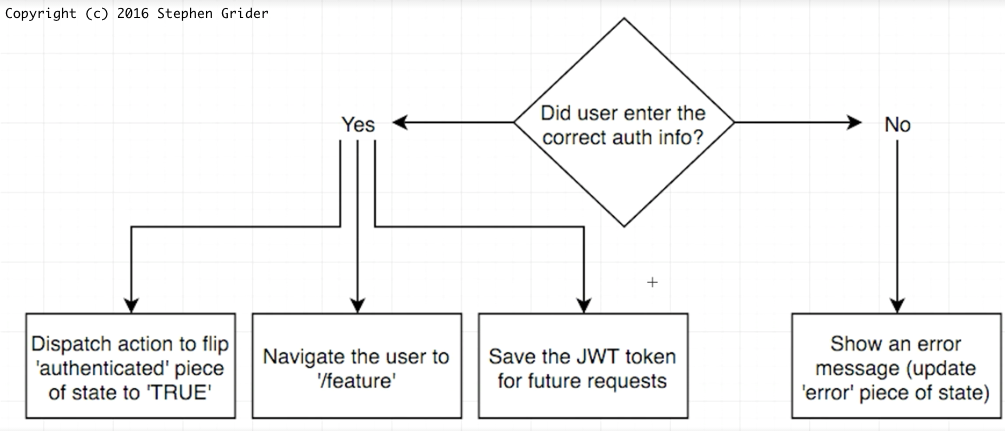 Copyright (c) 2016 Stephen Grider
Did user enter the
correct auth info?
Yes
No
Dispatch action to flip
'authenticated' piece
of state to 'TRUE'
Navigate the user to
'/feature'
Save the JWT token
for future requests
Show an error
message (update
'error' piece of state)